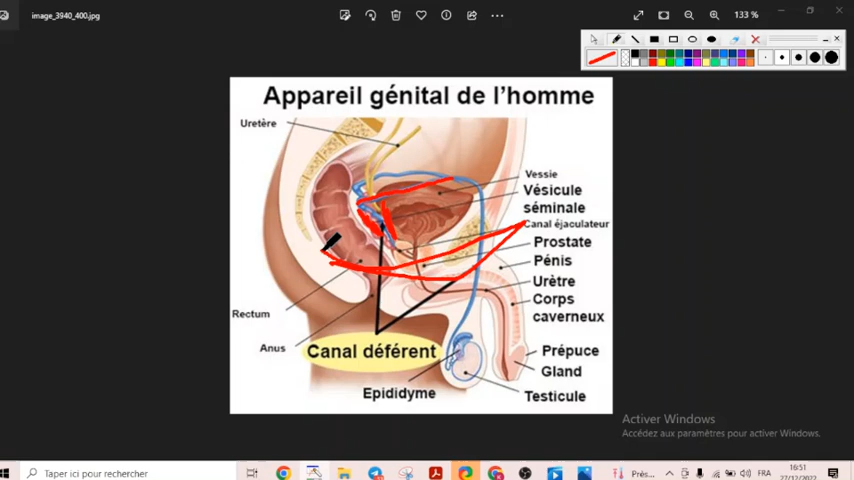 image_3940_400.jpg
133 %
Appareil génital de l'homme
Uretère
Vessie
Vésicule
séminale
Canal éjaculateur
Prostate
Pénis
Urètre
Corps
caverneux
Rectum
Anus
Canal déférent
Prépuce
Gland
Epididyme
Testicule
Activer Windows
Accédez aux paramètres pour activer Windows.
Taper ici pour rechercher
Prés...
FRA
16:51
27/12/2022